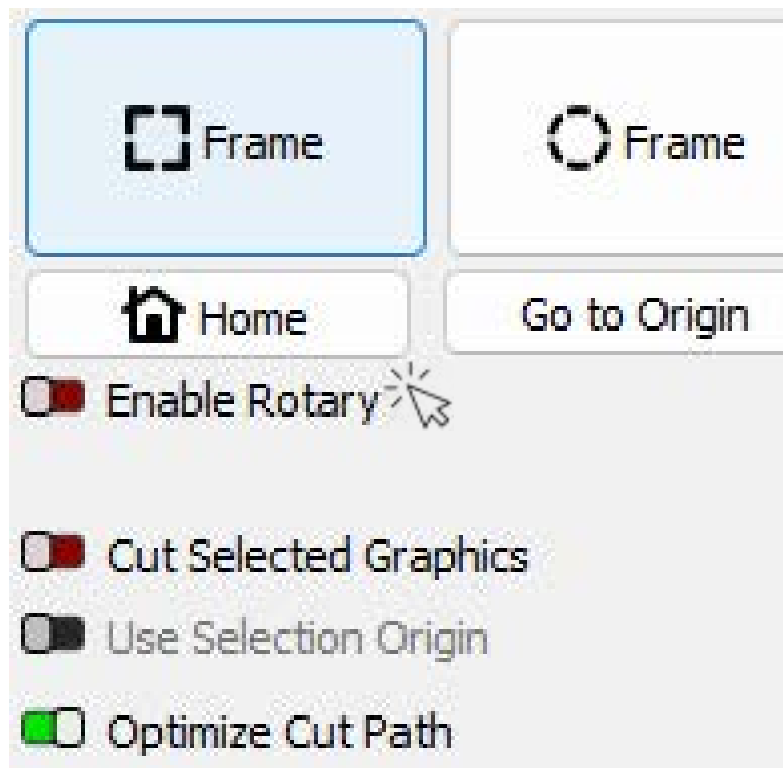 Frame Frame
Home Go to Origin
Enable Rotary
Cut Selected Graphics
Use Selection Origin
Optimize Cut Path